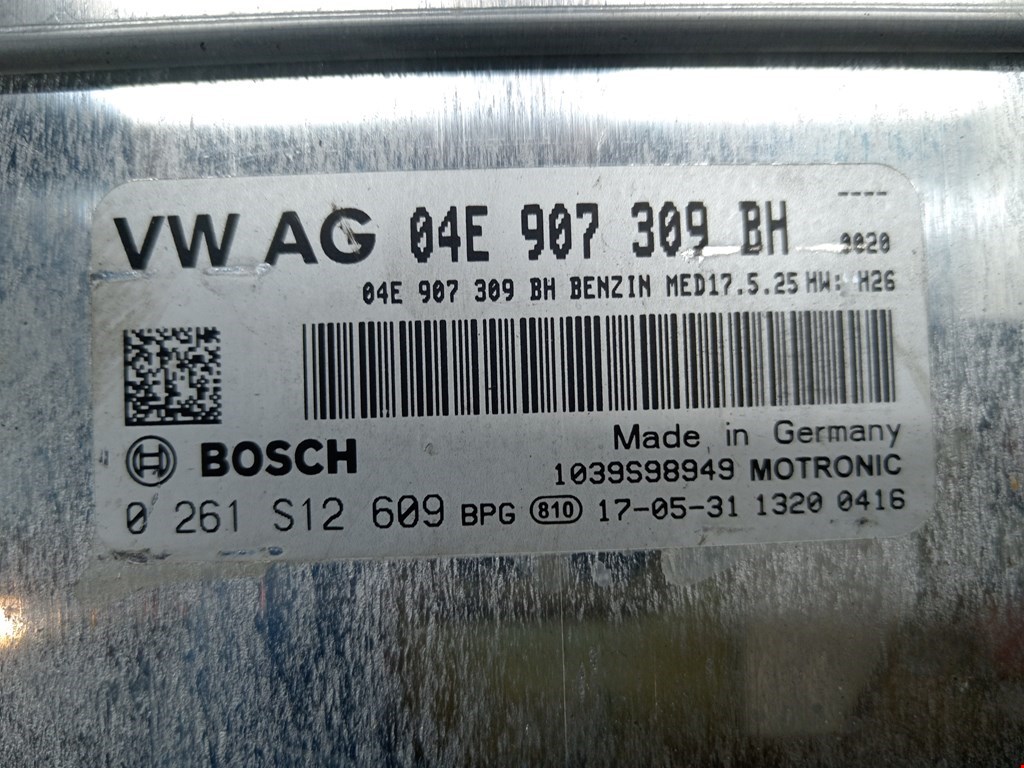 VW AG 04E 907 309 BH ----
9020
04E 907 309 BH BENZIN MED17.5.25 HW: H26
Made in Germany
BOSCH
1039S98949 MOTRONIC
0 261 S12 609 BPG 810 17-05-31 1320 0416